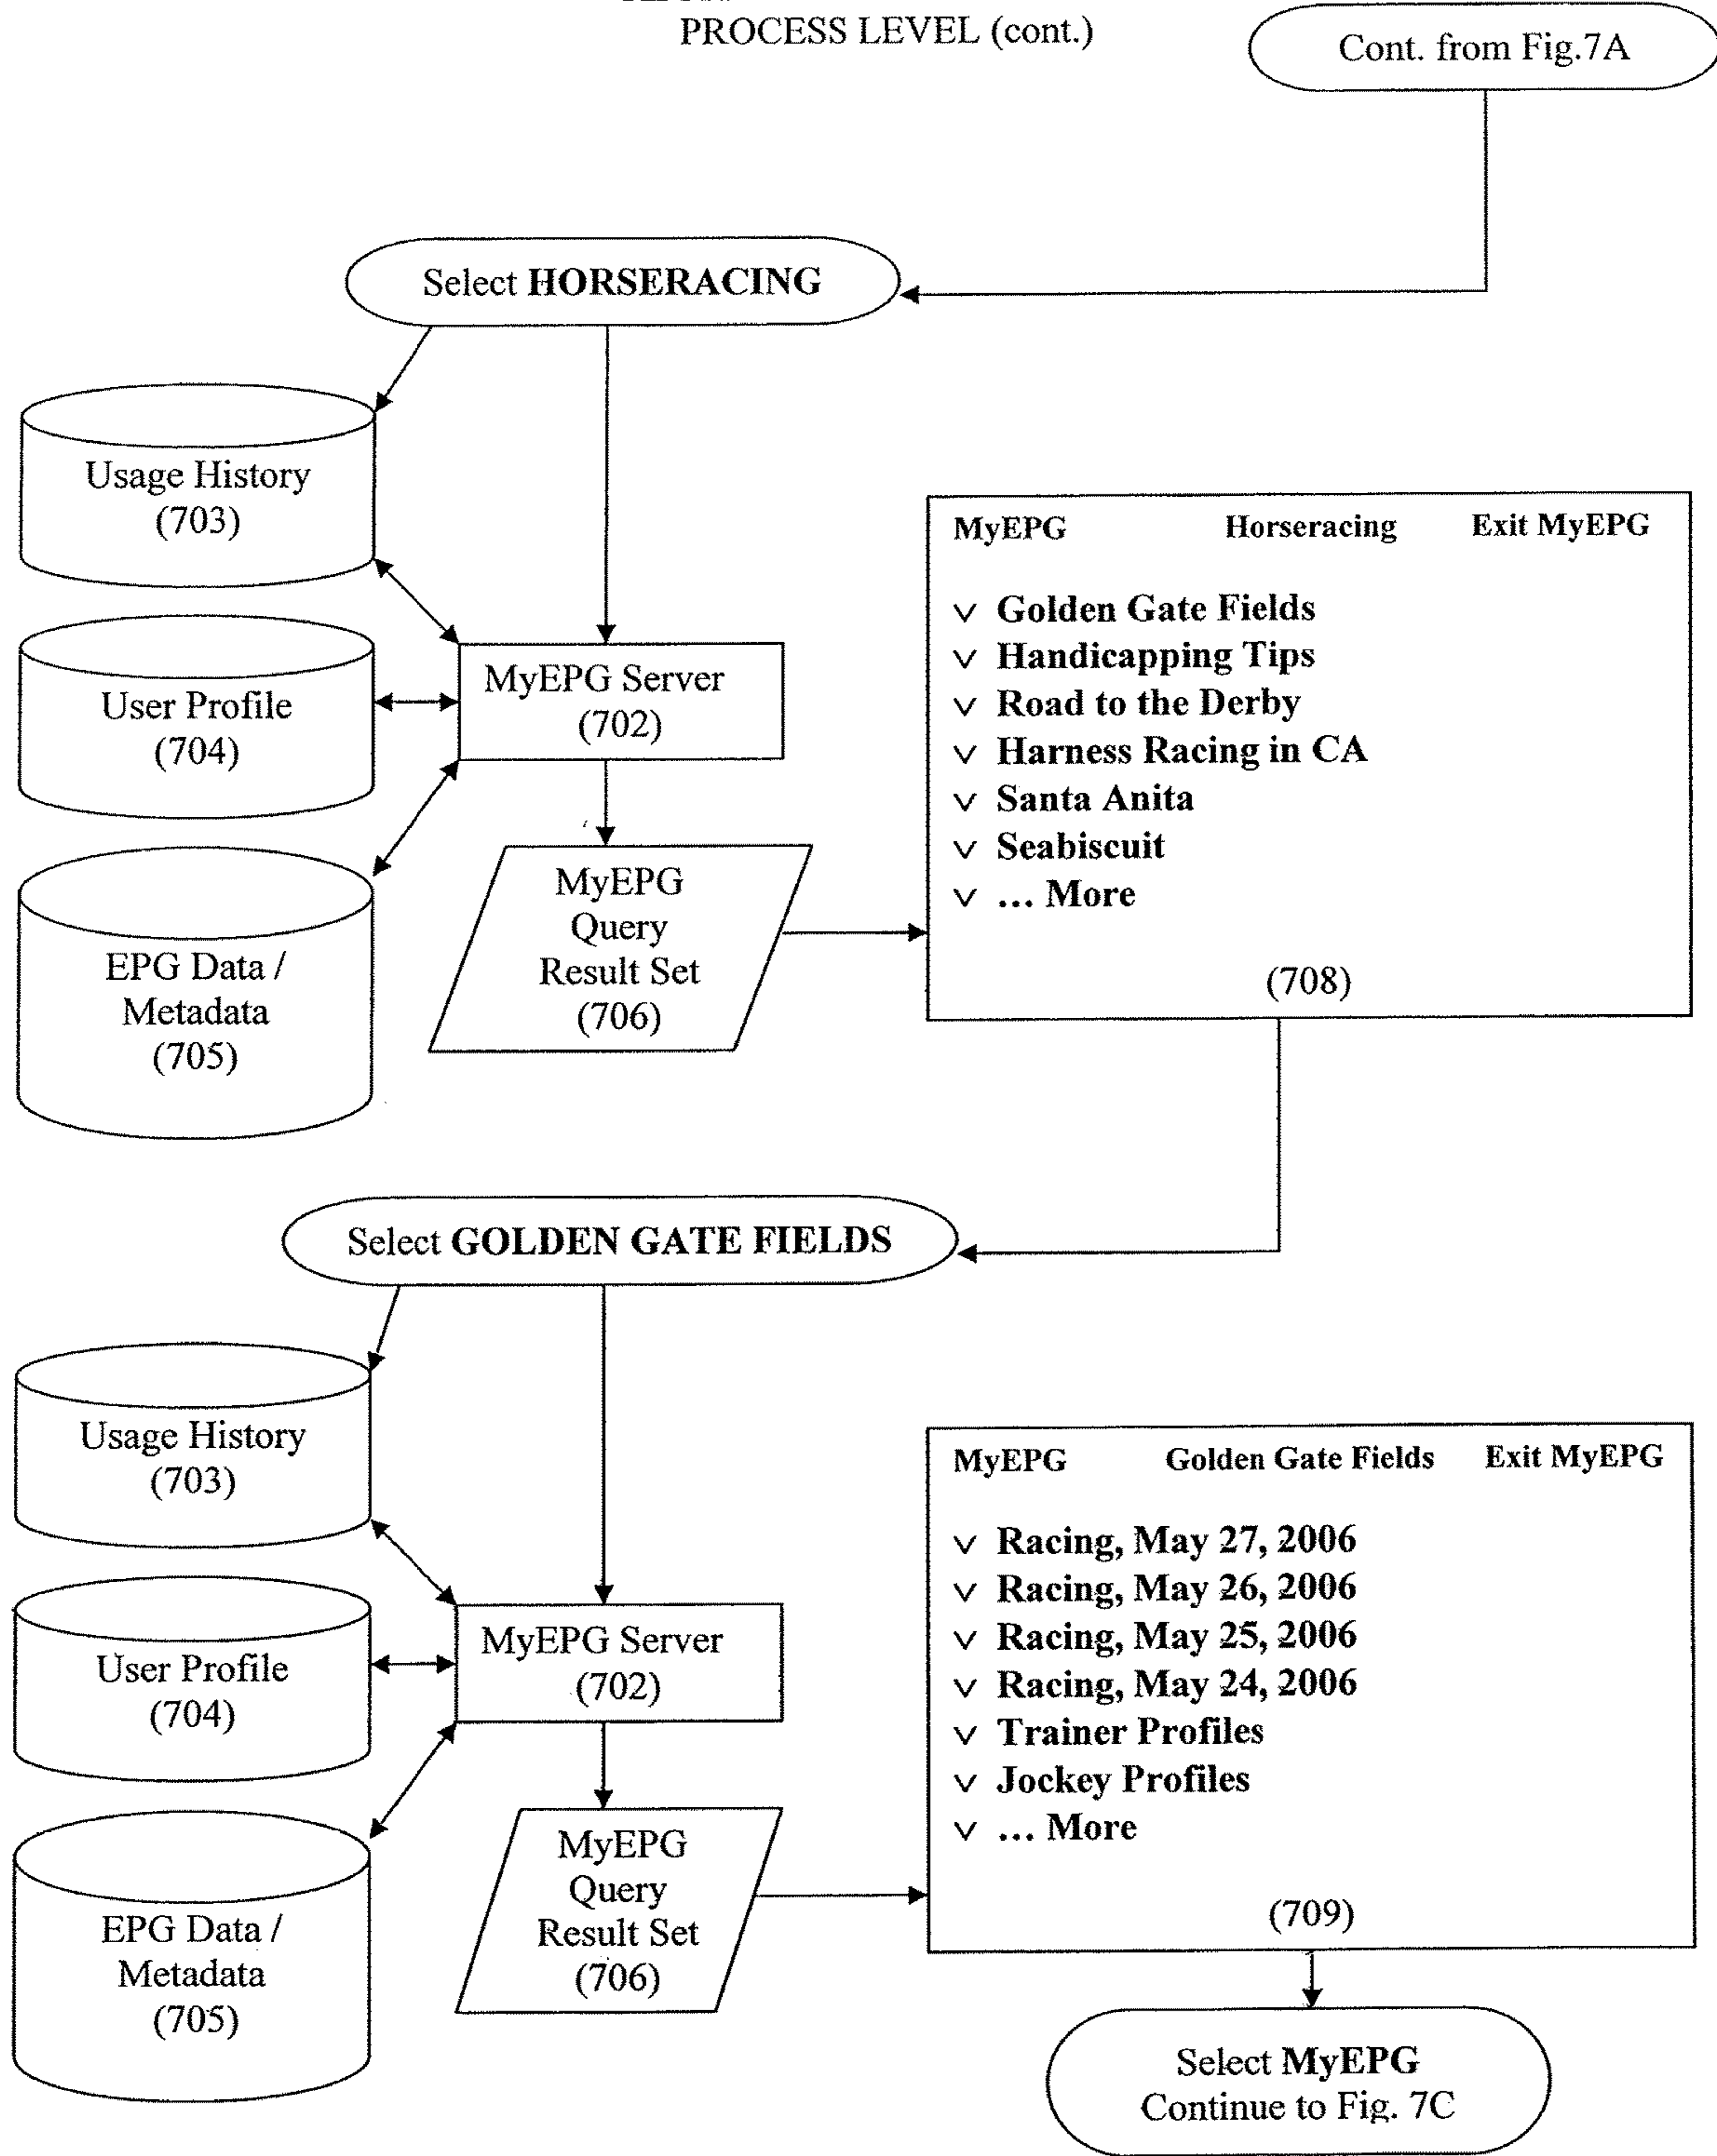 PROCESS LEVEL (cont.)
Cont. from Fig.7A
Select HORSERACING
Usage History
(703)
User Profile
(704)
EPG Data /
Metadata
(705)
MyEPG Server
(702)
MyEPG
Query
Result Set
(706)
MyEPG Horseracing Exit MyEPG
v Golden Gate Fields
v Handicapping Tips
v Road to the Derby
v Harness Racing in CA
v Santa Anita
v Seabiscuit
v ... More
(708)
Select GOLDEN GATE FIELDS
Usage History
(703)
User Profile
(704)
EPG Data /
Metadata
(705)
MyEPG Server
(702)
MyEPG
Query
Result Set
(706)
MyEPG Golden Gate Fields Exit MyEPG
v Racing, May 27, 2006
v Racing, May 26, 2006
v Racing, May 25, 2006
v Racing, May 24, 2006
v Trainer Profiles
v Jockey Profiles
v ... More
(709)
Select MyEPG
Continue to Fig. 7C